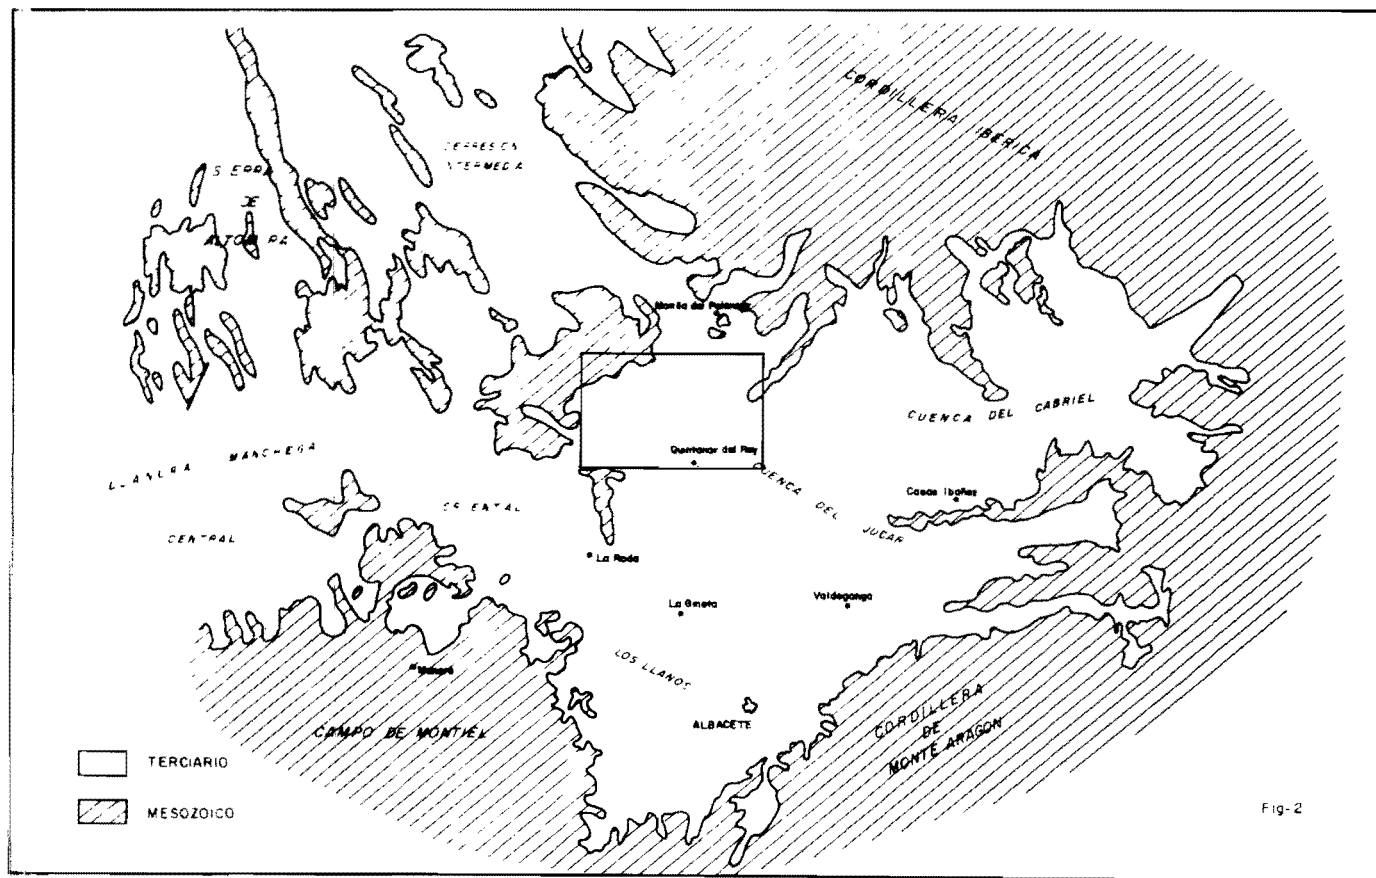 CORDILLERA IBERICA
DEPRESION
INTERMEDIA
SIERRA
DE
ALTOMIRA
Motilla del Palancar
CUENCA DEL CABRIEL
Quintanar del Rey
LLANURA MANCHEGA
CUENCA DEL JUCAR
Casas Ibañez
ORIENTAL
CENTRAL
La Roda
La Gineta
Valdeganga
LOS LLANOS
Munera
ALBACETE
CORDILLERA
DE
MONTE ARAGON
CAMPO DE MONTIEL
TERCIARIO
MESOZOICO
Fig-2